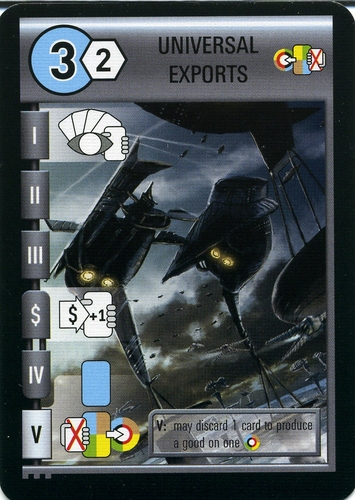 3 2
UNIVERSAL
EXPORTS
I
II
III
$
$ +1
IV
V
V: may discard 1 card to produce
a good on one